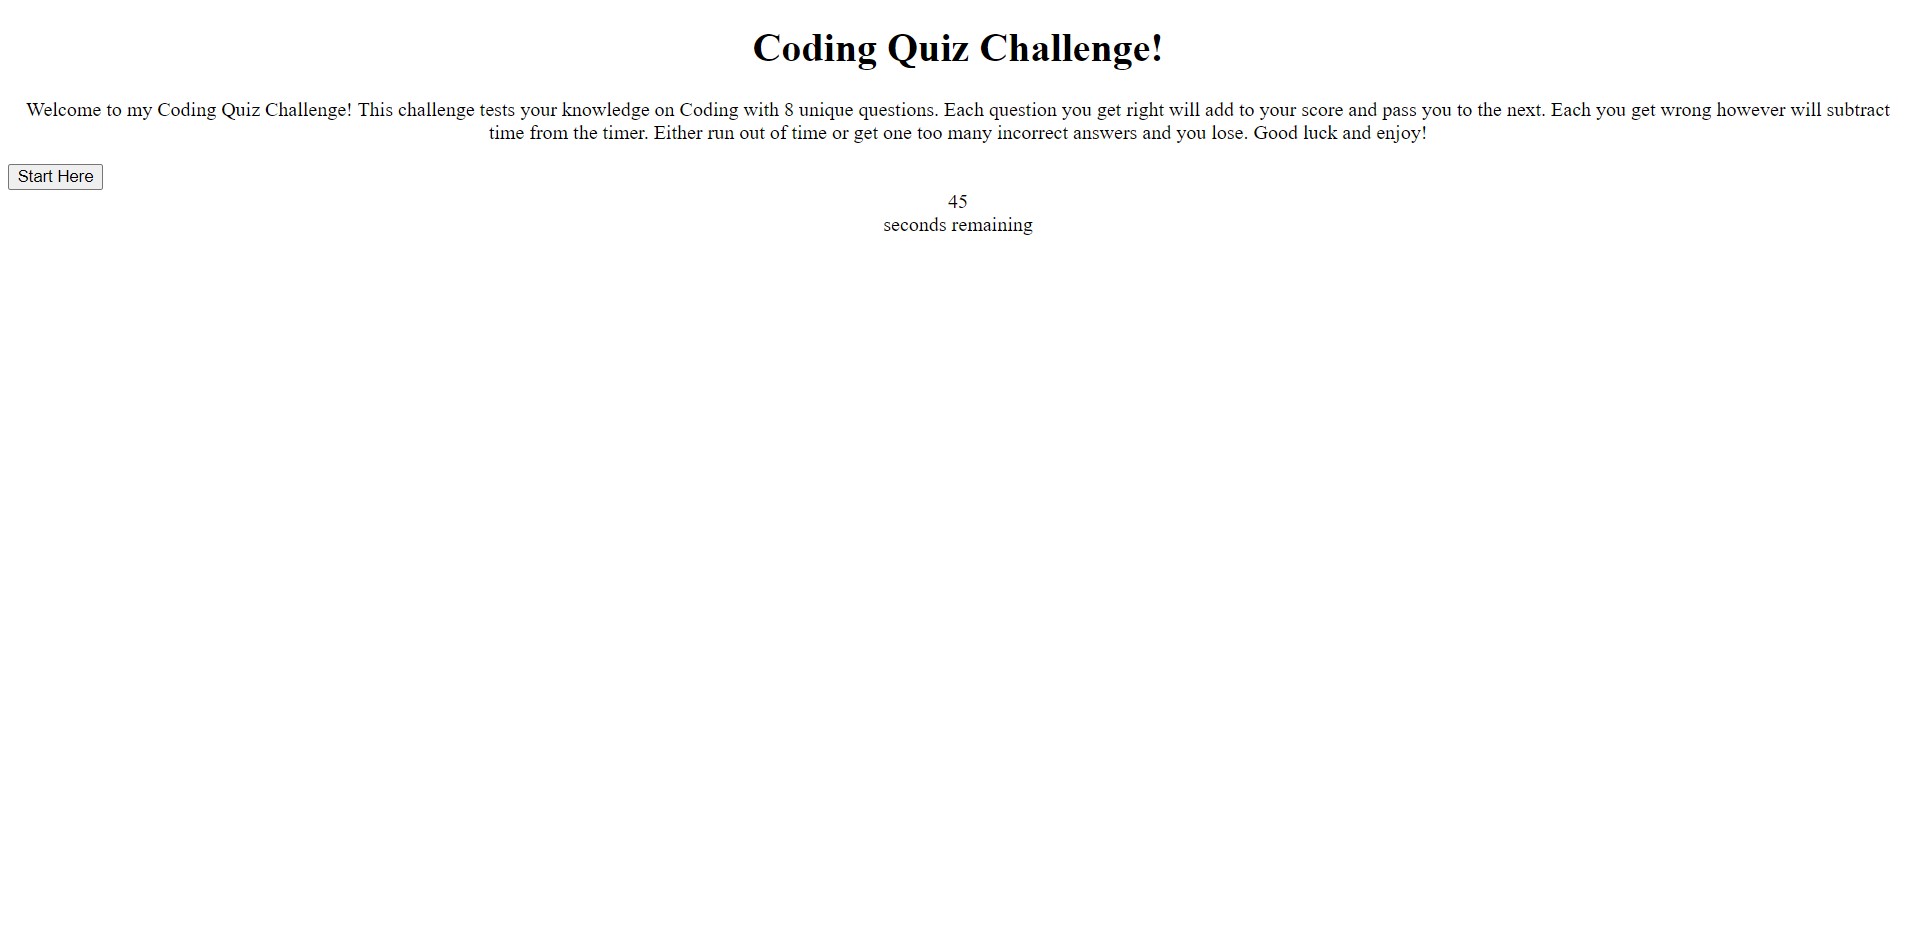 Coding Quiz Challenge!
Welcome to my Coding Quiz Challenge! This challenge tests your knowledge on Coding with 8 unique questions. Each question you get right will add to your score and pass you to the next. Each you get wrong however will subtract
time from the timer. Either run out of time or get one too many incorrect answers and you lose. Good luck and enjoy!
Start Here
45
seconds remaining